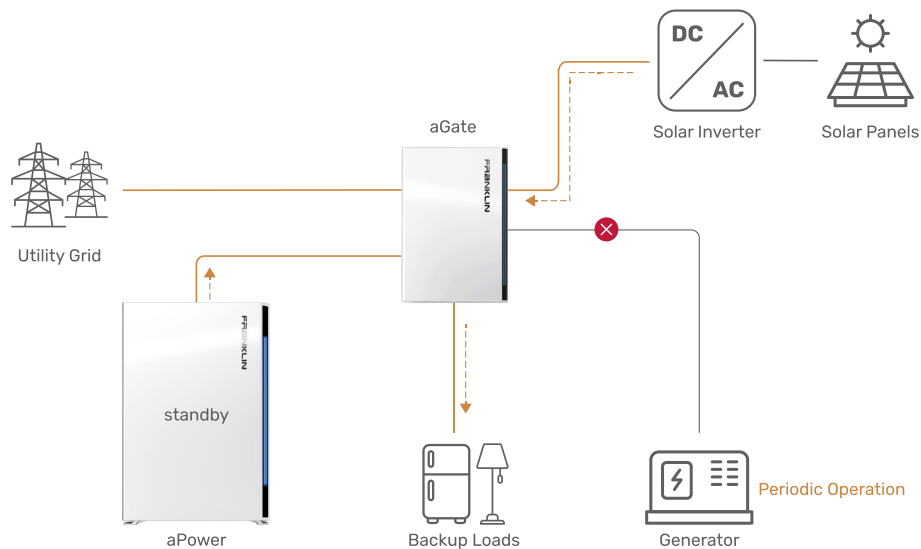 DC
AC
Solar Inverter
Solar Panels
aGate
FRANKLIN
Utility Grid
FRANKLIN
standby
aPower
Backup Loads
Periodic Operation
Generator